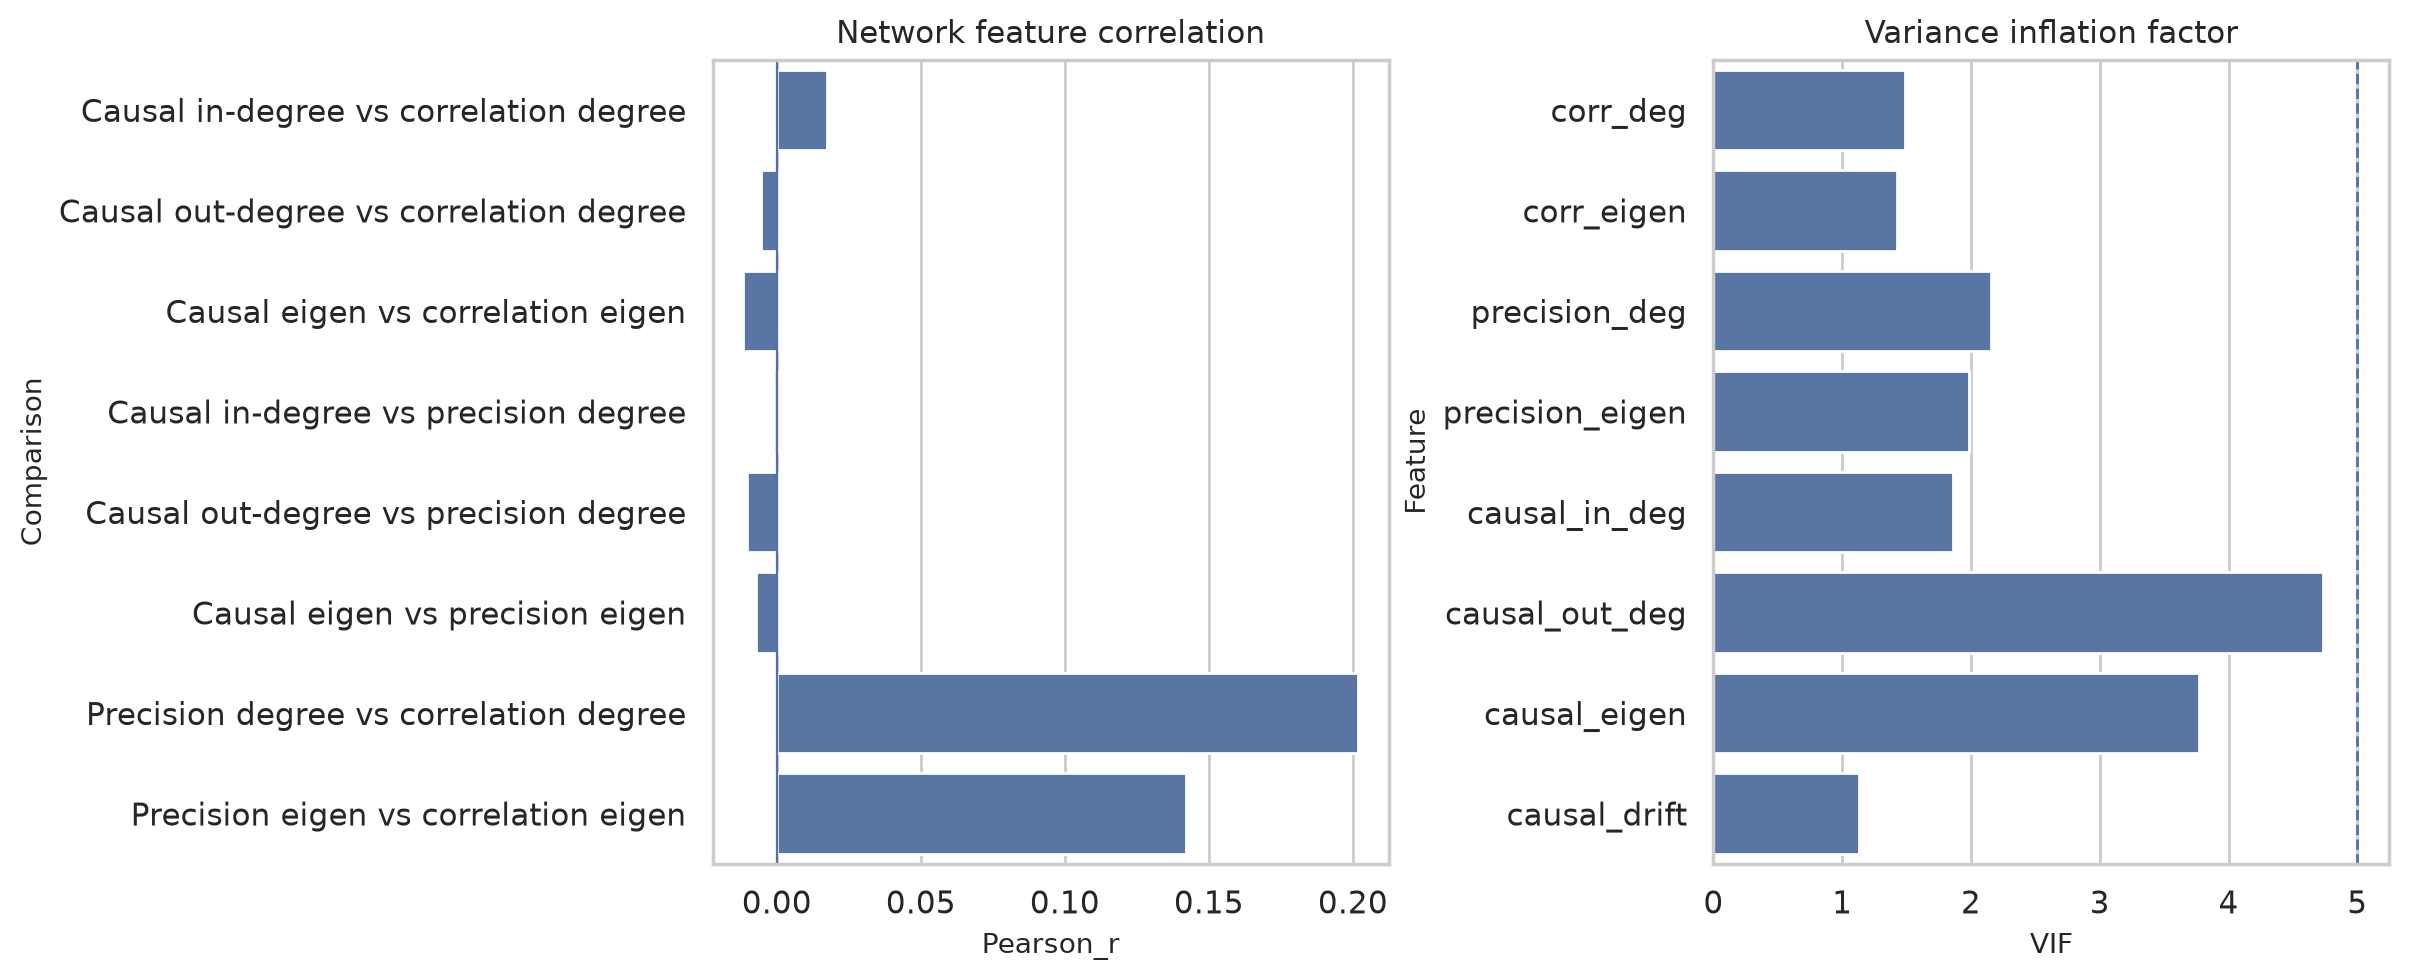 Network feature correlation
Comparison
Causal in-degree vs correlation degree
Causal out-degree vs correlation degree
Causal eigen vs correlation eigen
Causal in-degree vs precision degree
Causal out-degree vs precision degree
Causal eigen vs precision eigen
Precision degree vs correlation degree
Precision eigen vs correlation eigen
0.00 0.05 0.10 0.15 0.20
Pearson_r
Variance inflation factor
Feature
corr_deg
corr_eigen
precision_deg
precision_eigen
causal_in_deg
causal_out_deg
causal_eigen
causal_drift
0 1 2 3 4 5
VIF